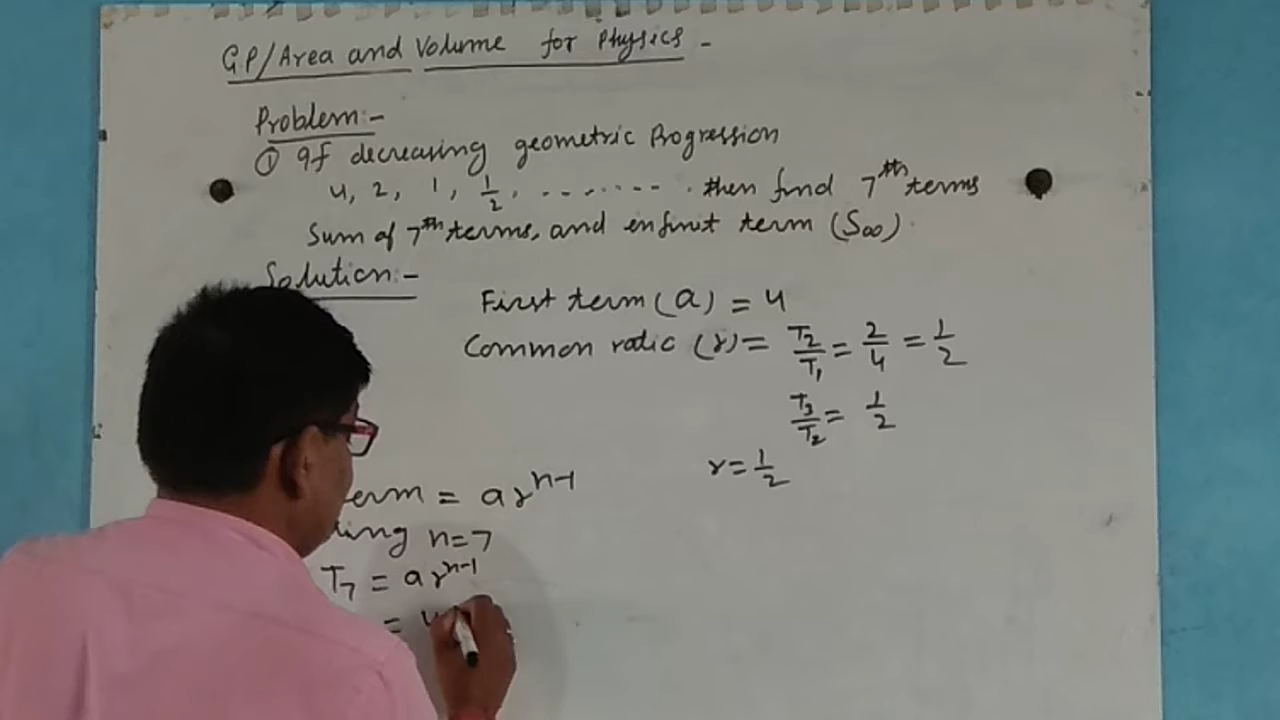 GP/Area and Volume for Physics -
Problem:-
① If decreasing geometric Progression
4, 2, 1, 1/2, ........ then find 7th terms
Sum of 7th terms, and enfinit term (S∞).
Solution:-
First term (a) = 4
Common ratio (r) = T2/T1 = 2/4 = 1/2
T3/T2 = 1/2
r = 1/2
erm = ar^n-1
n=7
T7 = ar^n-1
= 4